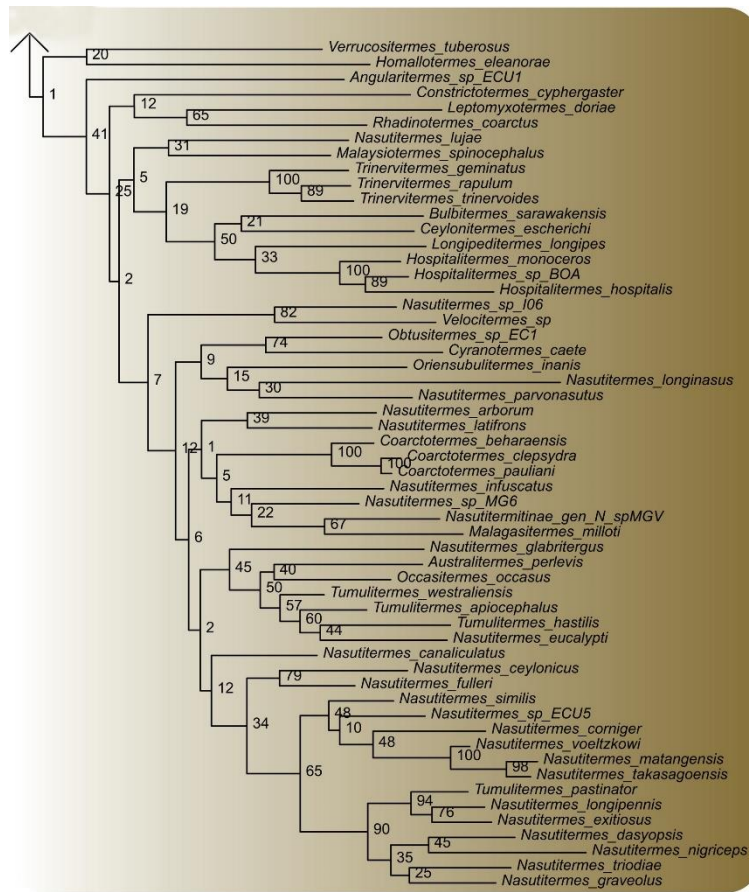 Verrucositermes_tuberosus
20
Homallotermes_eleanorae
1
Angularitermes_sp_ECU1
41
Constrictotermes_cyphergaster
12
Leptomyxotermes_doriae
65
Rhadinotermes_coarctus
Nasutitermes_lujae
31
Malaysiotermes_spinocephalus
25
5
Trinervitermes_geminatus
100
Trinervitermes_rapulum
89
Trinervitermes_trinervoides
19
Bulbitermes_sarawakensis
21
Ceylonitermes_escherichi
50
Longipeditermes_longipes
33
Hospitalitermes_monoceros
100
Hospitalitermes_sp_BOA
89
Hospitalitermes_hospitalis
2
Nasutitermes_sp_I06
82
Velocitermes_sp
Obtusitermes_sp_EC1
74
Cyranotermes_caete
9
Oriensubulitermes_inanis
15
Nasutitermes_longinasus
30
Nasutitermes_parvonasutus
7
Nasutitermes_arborum
39
Nasutitermes_latifrons
12
1
Coarctotermes_beharaensis
100
Coarctotermes_clepsydra
100
Coarctotermes_pauliani
5
Nasutitermes_infuscatus
11
Nasutitermes_sp_MG6
22
Nasutitermitinae_gen_N_spMGV
67
Malagasitermes_milloti
6
Nasutitermes_glabritergus
45
Australitermes_perlevis
40
Occasitermes_occasus
50
Tumulitermes_westraliensis
57
Tumulitermes_apiocephalus
60
Tumulitermes_hastilis
44
Nasutitermes_eucalypti
2
Nasutitermes_canaliculatus
12
Nasutitermes_ceylonicus
79
Nasutitermes_fulleri
34
Nasutitermes_similis
48
Nasutitermes_sp_ECU5
10
Nasutitermes_corniger
48
Nasutitermes_voeltzkowi
100
Nasutitermes_matangensis
98
Nasutitermes_takasagoensis
65
Tumulitermes_pastinator
94
Nasutitermes_longipennis
76
Nasutitermes_exitiosus
90
Nasutitermes_dasyopsis
45
Nasutitermes_nigriceps
35
Nasutitermes_triodiae
25
Nasutitermes_graveolus